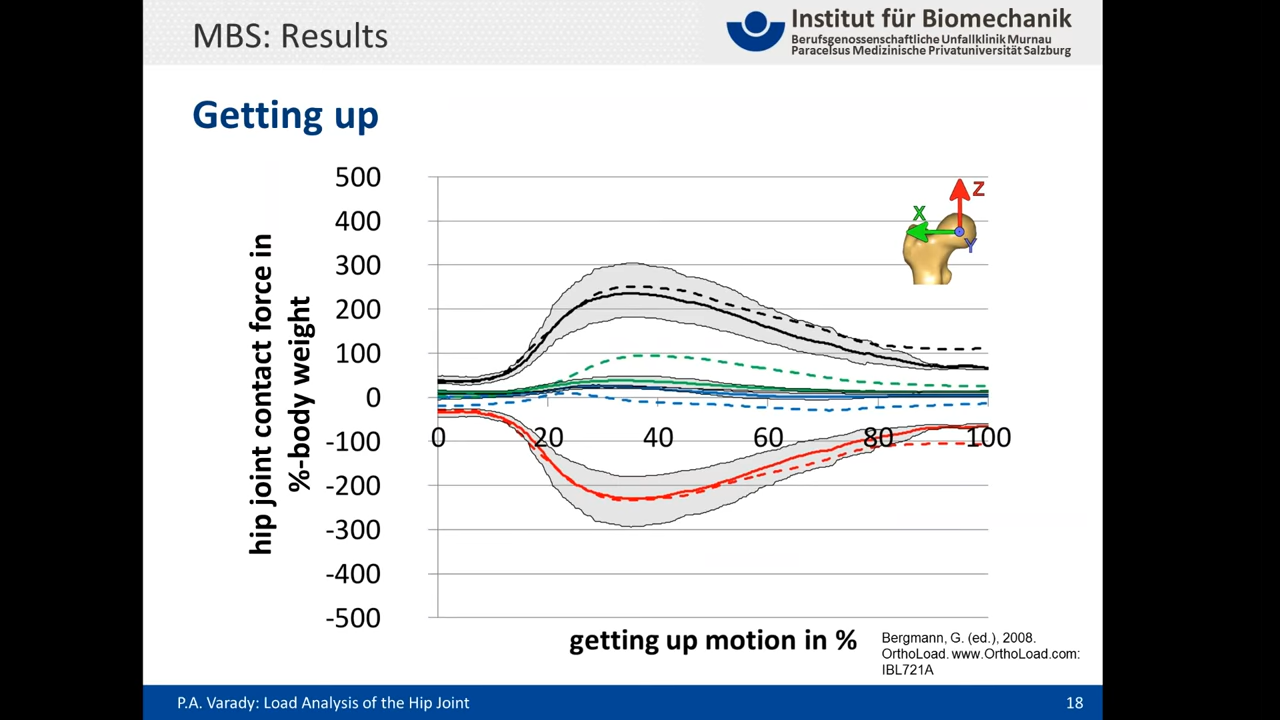 MBS: Results
Institut für Biomechanik
Berufsgenossenschaftliche Unfallklinik Murnau
Paracelsus Medizinische Privatuniversität Salzburg
Getting up
hip joint contact force in
%-body weight
500
400
300
200
100
0
-100
-200
-300
-400
-500
0 20 40 60 80 100
Z
X
Y
getting up motion in %
Bergmann, G. (ed.), 2008.
OrthoLoad. www.OrthoLoad.com:
IBL721A
P.A. Varady: Load Analysis of the Hip Joint 18